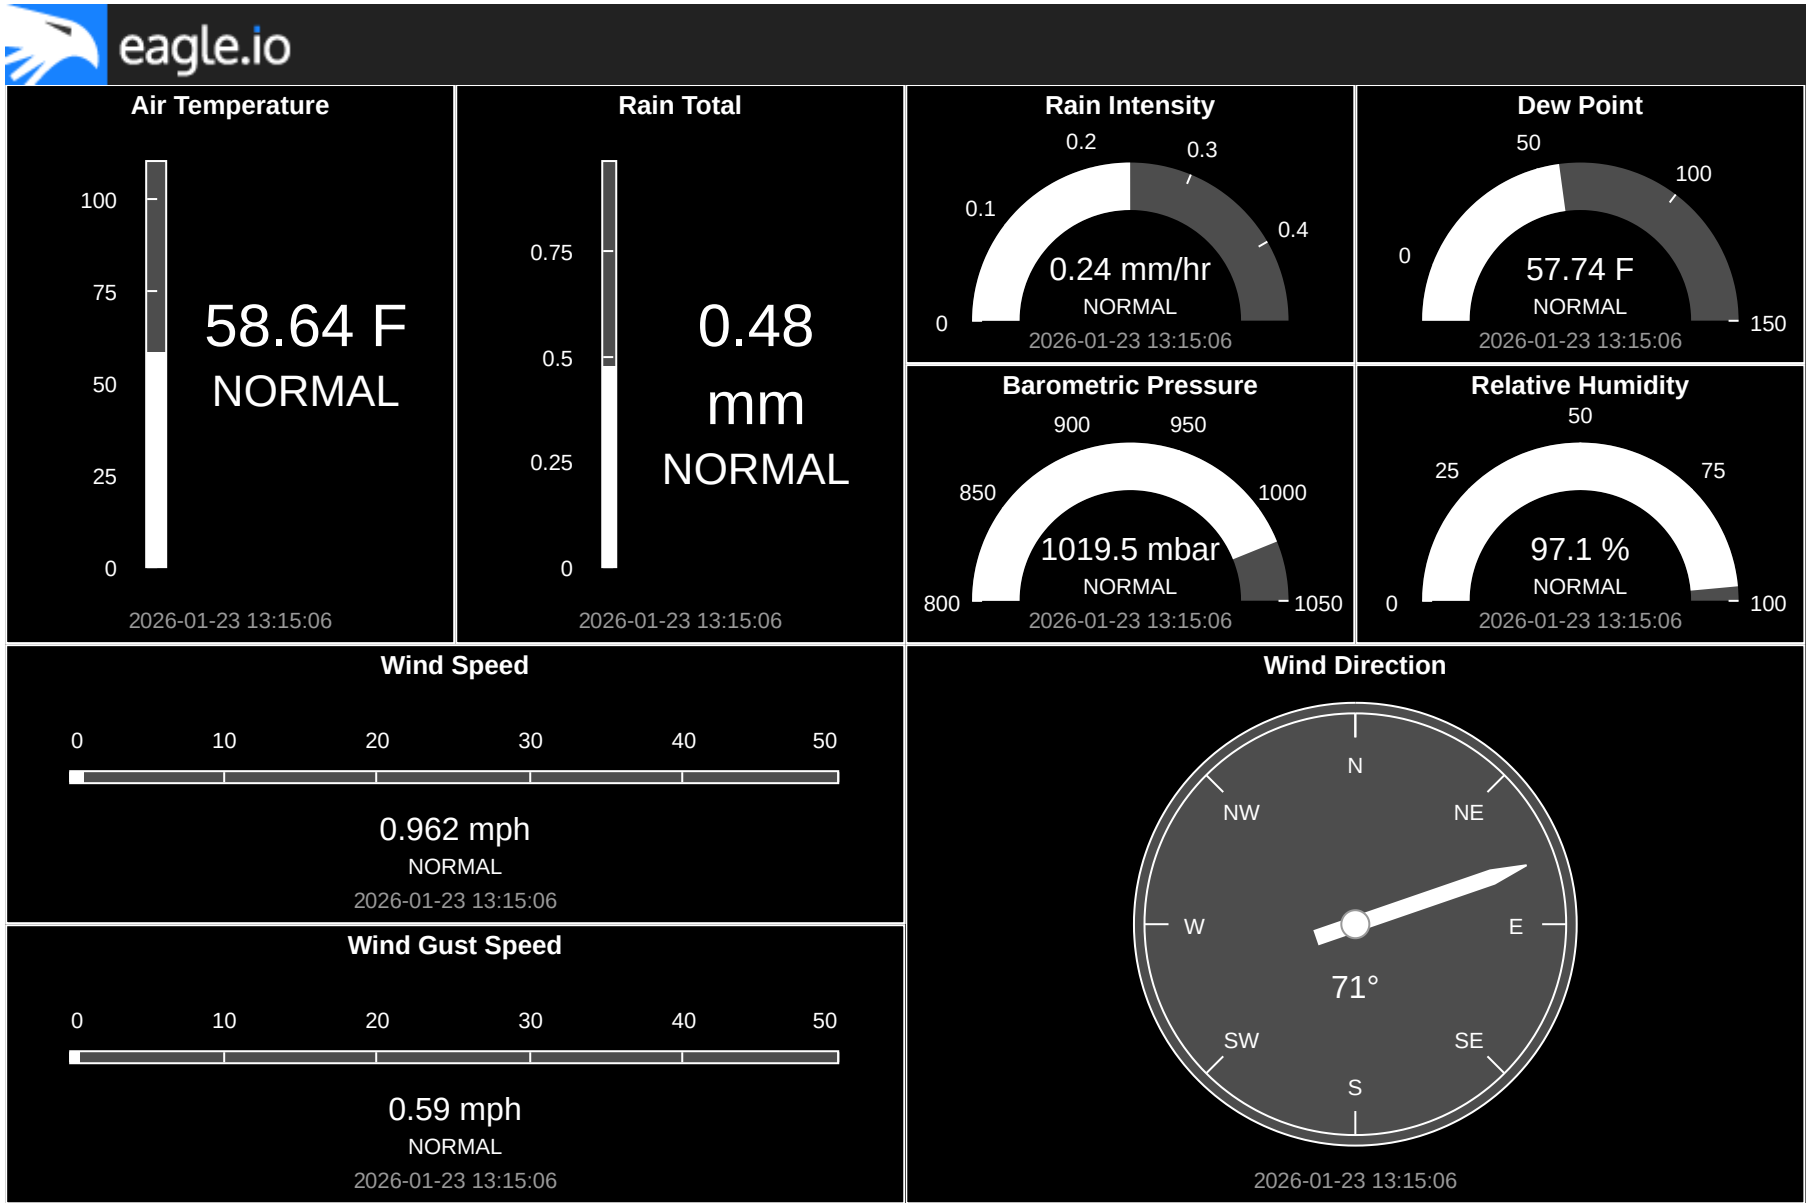 eagle.io
Air Temperature
100
75
50
25
0
58.64 F
NORMAL
2026-01-23 13:15:06
Rain Total
0.75
0.5
0.25
0
0.48
mm
NORMAL
2026-01-23 13:15:06
Rain Intensity
0
0.1
0.2
0.3
0.4
0.24 mm/hr
NORMAL
2026-01-23 13:15:06
Dew Point
0
50
100
150
57.74 F
NORMAL
2026-01-23 13:15:06
Barometric Pressure
800
850
900
950
1000
1050
1019.5 mbar
NORMAL
2026-01-23 13:15:06
Relative Humidity
0
25
50
75
100
97.1 %
NORMAL
2026-01-23 13:15:06
Wind Speed
0 10 20 30 40 50
0.962 mph
NORMAL
2026-01-23 13:15:06
Wind Gust Speed
0 10 20 30 40 50
0.59 mph
NORMAL
2026-01-23 13:15:06
Wind Direction
N
NW NE
W E
71°
SW SE
S
2026-01-23 13:15:06